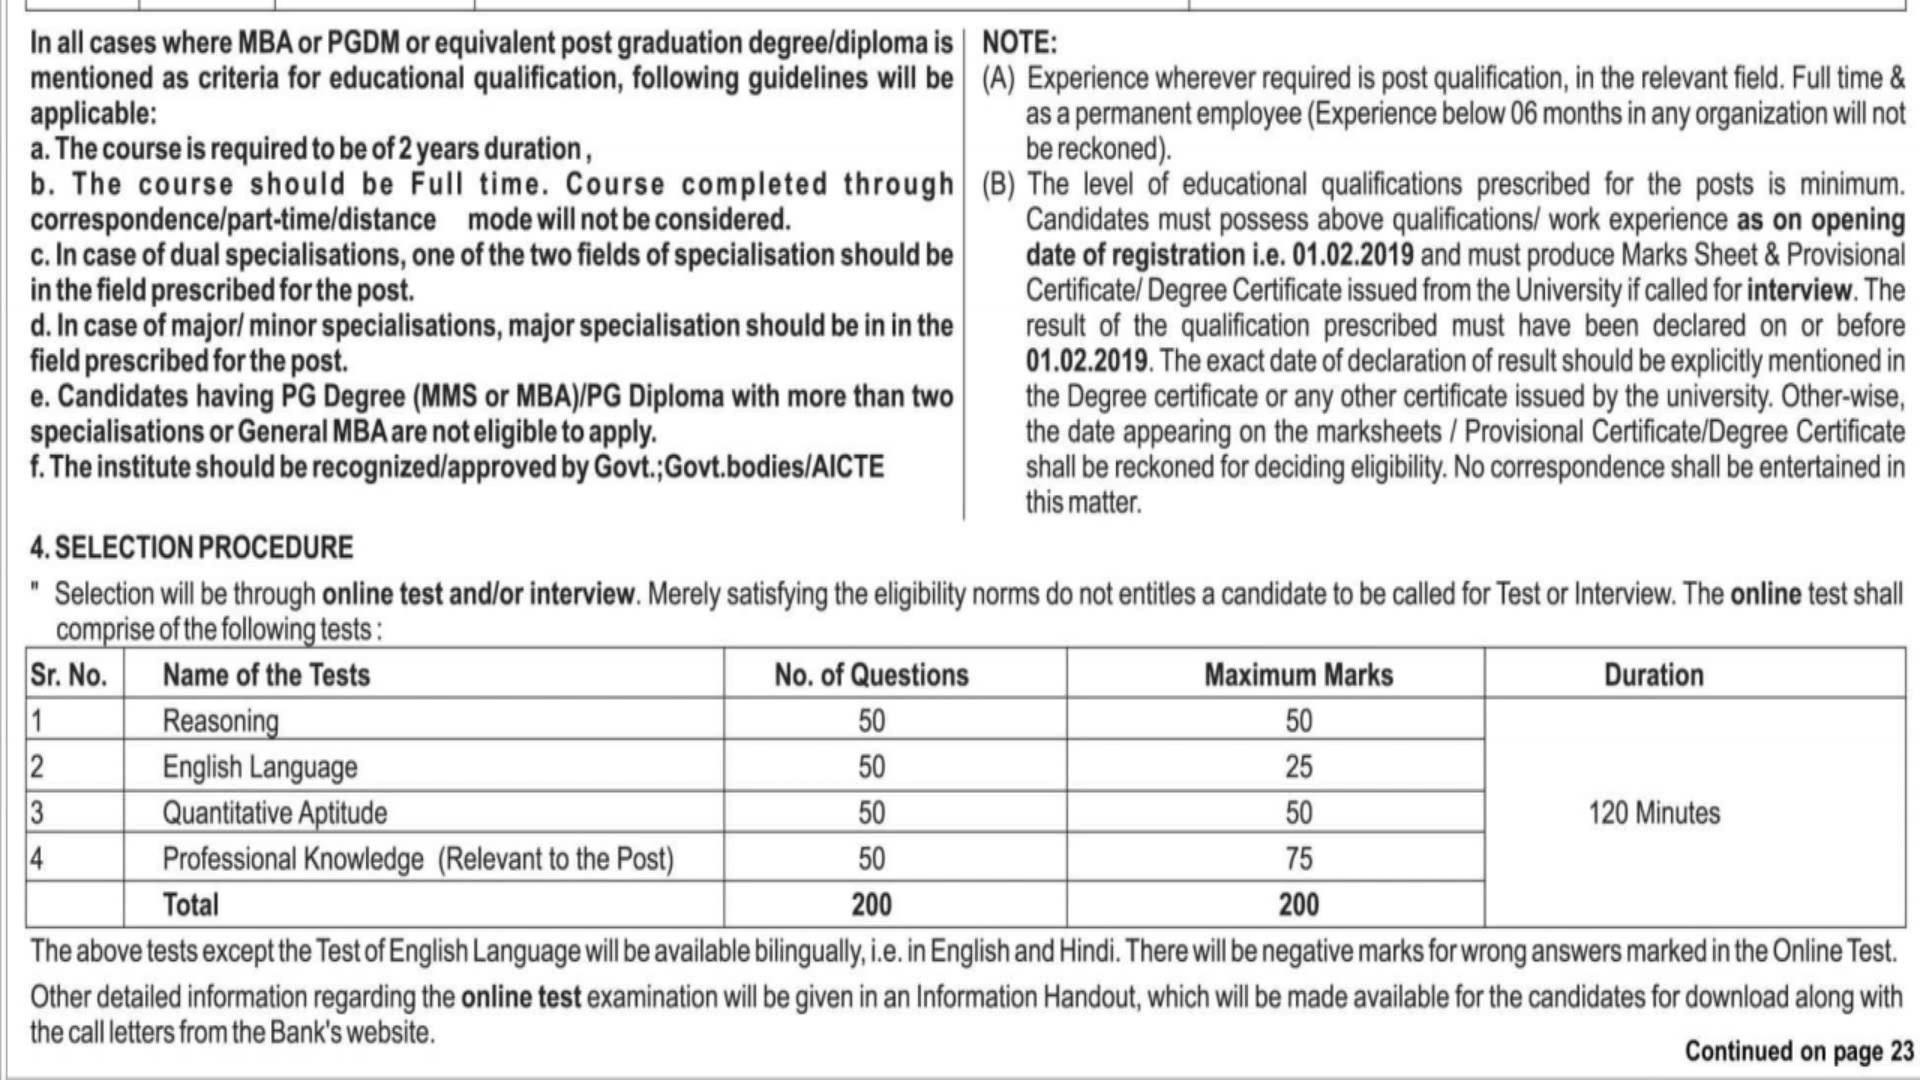 In all cases where MBA or PGDM or equivalent post graduation degree/diploma is
mentioned as criteria for educational qualification, following guidelines will be
applicable:
a. The course is required to be of 2 years duration ,
b. The course should be Full time. Course completed through
correspondence/part-time/distance mode will not be considered.
c. In case of dual specialisations, one of the two fields of specialisation should be
in the field prescribed for the post.
d. In case of major/ minor specialisations, major specialisation should be in in the
field prescribed for the post.
e. Candidates having PG Degree (MMS or MBA)/PG Diploma with more than two
specialisations or General MBA are not eligible to apply.
f. The institute should be recognized/approved by Govt.;Govt.bodies/AICTE
NOTE:
(A) Experience wherever required is post qualification, in the relevant field. Full time &
as a permanent employee (Experience below 06 months in any organization will not
be reckoned).
(B) The level of educational qualifications prescribed for the posts is minimum.
Candidates must possess above qualifications/ work experience as on opening
date of registration i.e. 01.02.2019 and must produce Marks Sheet & Provisional
Certificate/ Degree Certificate issued from the University if called for interview. The
result of the qualification prescribed must have been declared on or before
01.02.2019. The exact date of declaration of result should be explicitly mentioned in
the Degree certificate or any other certificate issued by the university. Other-wise,
the date appearing on the marksheets / Provisional Certificate/Degree Certificate
shall be reckoned for deciding eligibility. No correspondence shall be entertained in
this matter.
4. SELECTION PROCEDURE
" Selection will be through online test and/or interview. Merely satisfying the eligibility norms do not entitles a candidate to be called for Test or Interview. The online test shall
comprise of the following tests :
Sr. No. Name of the Tests No. of Questions Maximum Marks Duration
1 Reasoning 50 50
2 English Language 50 25
3 Quantitative Aptitude 50 50 120 Minutes
4 Professional Knowledge (Relevant to the Post) 50 75
Total 200 200
The above tests except the Test of English Language will be available bilingually, i.e. in English and Hindi. There will be negative marks for wrong answers marked in the Online Test.
Other detailed information regarding the online test examination will be given in an Information Handout, which will be made available for the candidates for download along with
the call letters from the Bank's website.
Continued on page 23